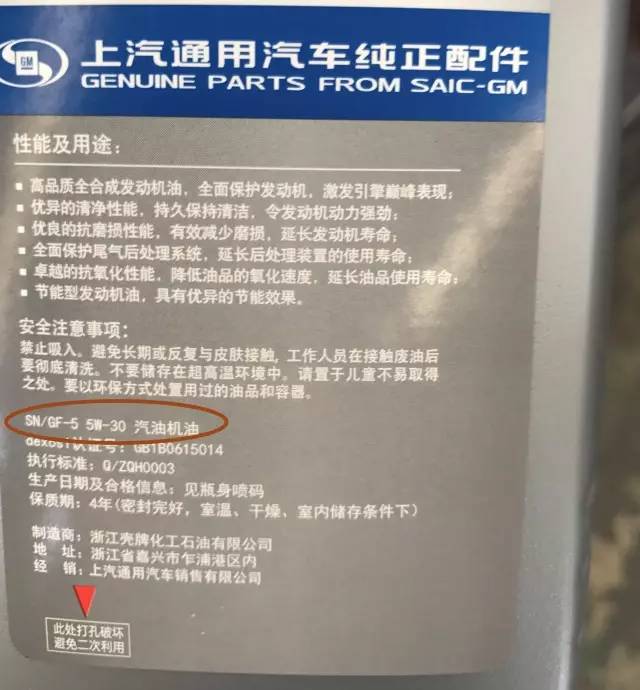 GM
上汽通用汽车纯正配件
GENUINE PARTS FROM SAIC-GM
性能及用途：
■ 高品质全合成发动机油，全面保护发动机，激发引擎巅峰表现；
■ 优异的清净性能，持久保持清洁，令发动机动力强劲；
■ 优良的抗磨损性能，有效减少磨损，延长发动机寿命；
■ 全面保护尾气后处理系统，延长后处理装置的使用寿命；
■ 卓越的抗氧化性能，降低油品的氧化速度，延长油品使用寿命；
■ 节能型发动机油，具有优异的节能效果。
安全注意事项：
禁止吸入。避免长期或反复与皮肤接触，工作人员在接触废油后
要彻底清洗。不要储存在超高温环境中。请置于儿童不易取得
之处。要以环保方式处置用过的油品和容器。
SN/GF-5 5W-30 汽油机油
dexos1认证号：GB1B0615014
执行标准：Q/ZQH0003
生产日期及合格信息：见瓶身喷码
保质期：4年(密封完好，室温、干燥、室内储存条件下)
制造商：浙江壳牌化工石油有限公司
地　址：浙江省嘉兴市乍浦港区内
经　销：上汽通用汽车销售有限公司
此处打孔破坏
避免二次利用